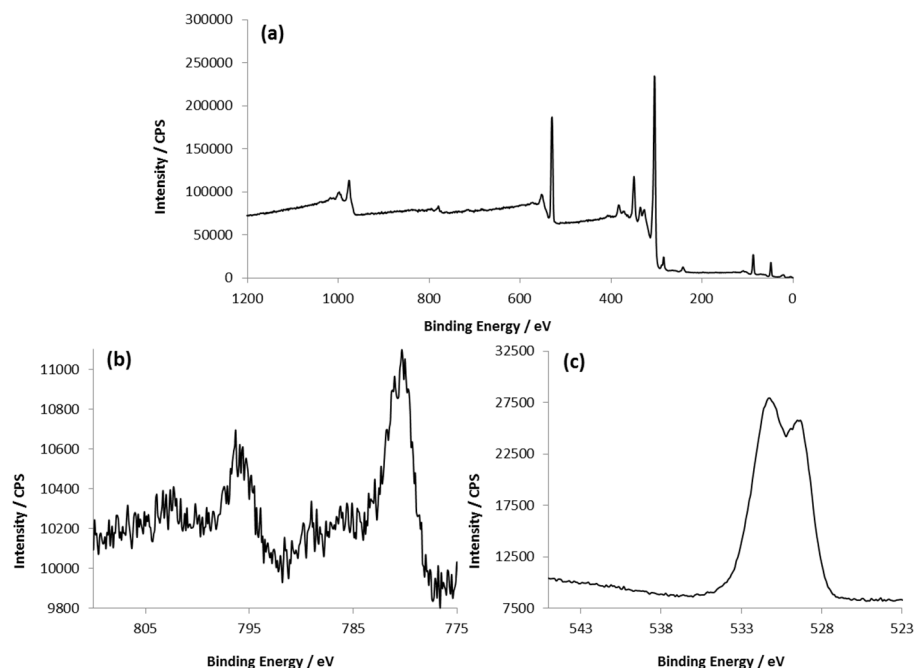 (a)
300000
250000
200000
150000
100000
50000
0
Intensity / CPS
1200 1000 800 600 400 200 0
Binding Energy / eV
(b)
11000
10800
10600
10400
10200
10000
9800
Intensity / CPS
805 795 785 775
Binding Energy / eV
(c)
32500
27500
22500
17500
12500
7500
Intensity / CPS
543 538 533 528 523
Binding Energy / eV